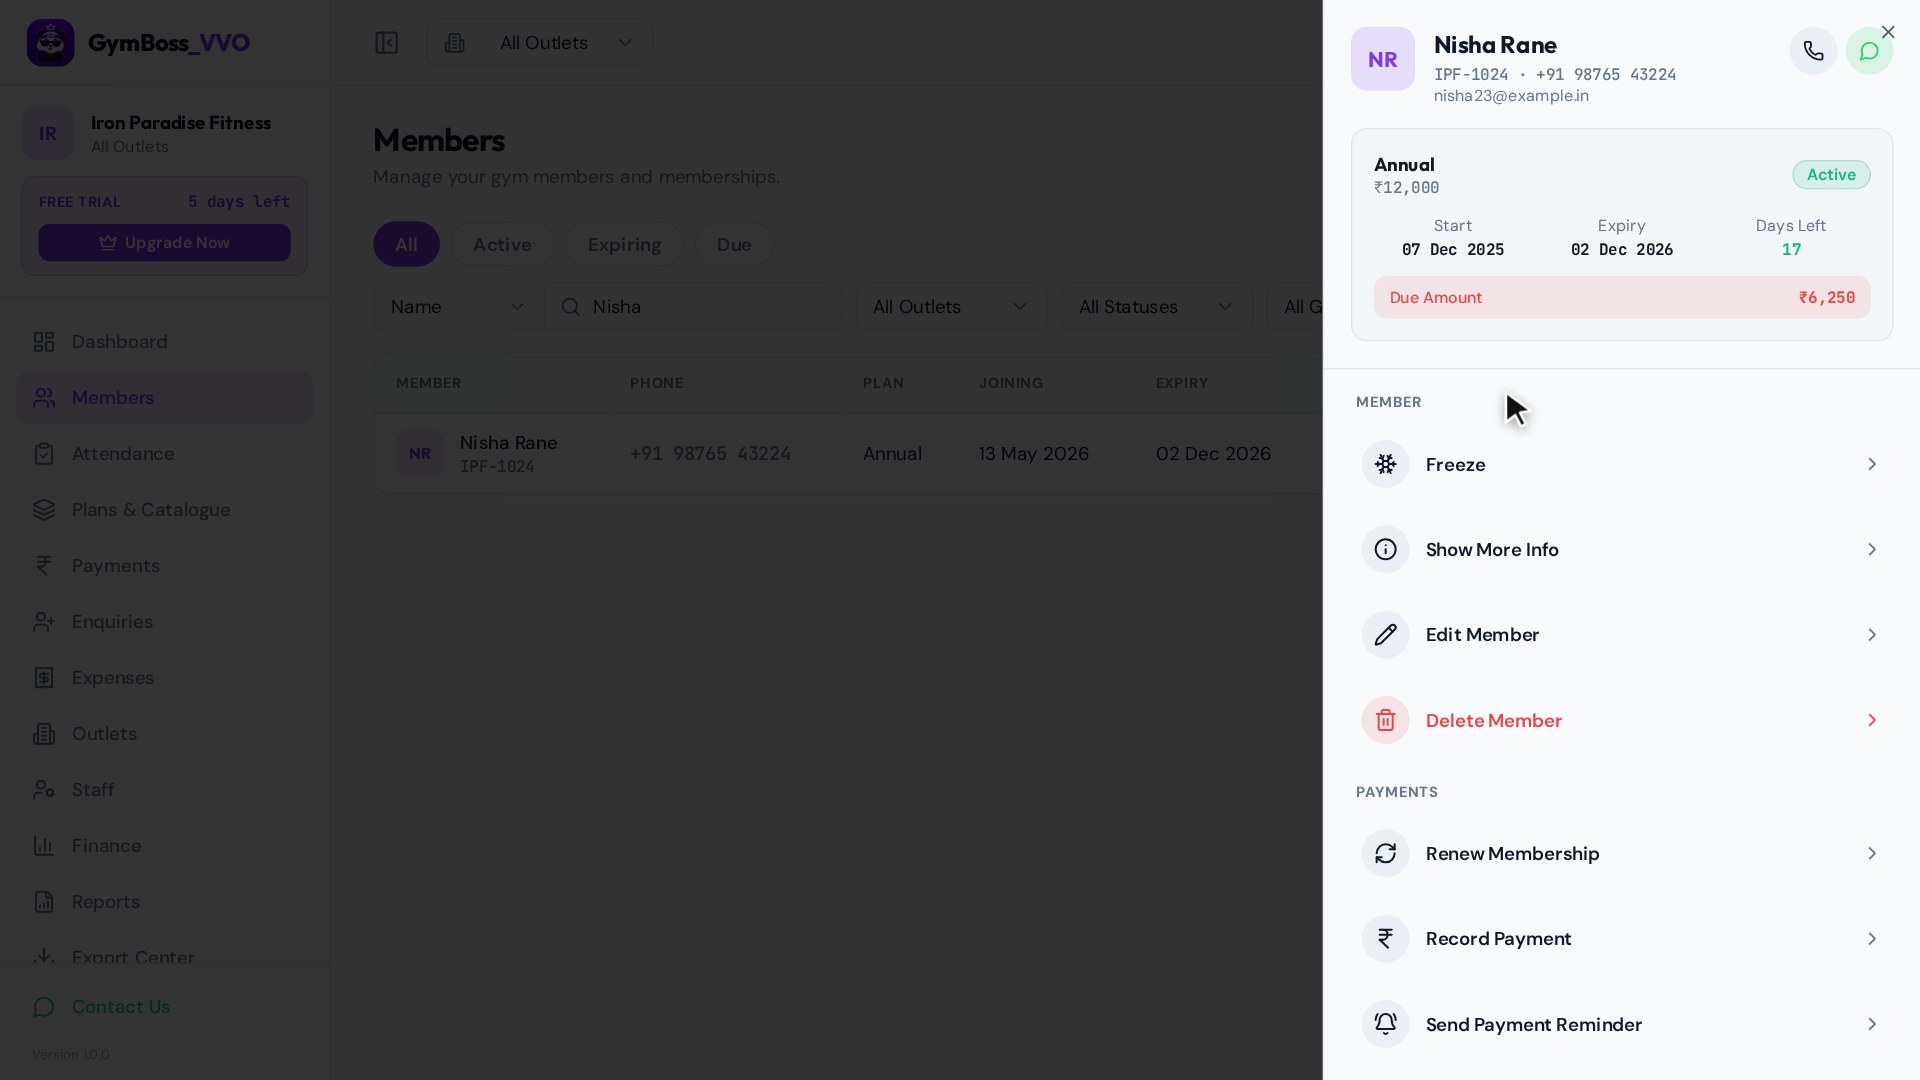 GymBoss_VVO
All Outlets
IR
Iron Paradise Fitness
All Outlets
FREE TRIAL
5 days left
Upgrade Now
Dashboard
Members
Attendance
Plans & Catalogue
Payments
Enquiries
Expenses
Outlets
Staff
Finance
Reports
Export Center
Contact Us
Version 1.0.0
Members
Manage your gym members and memberships.
All
Active
Expiring
Due
Name
Nisha
All Outlets
All Statuses
All G
MEMBER PHONE PLAN JOINING EXPIRY
NR
Nisha Rane
IPF-1024
+91 98765 43224
Annual
13 May 2026
02 Dec 2026
NR
Nisha Rane
IPF-1024 · +91 98765 43224
nisha23@example.in
Annual
₹12,000
Active
Start Expiry Days Left
07 Dec 2025 02 Dec 2026 17
Due Amount ₹6,250
MEMBER
Freeze
Show More Info
Edit Member
Delete Member
PAYMENTS
Renew Membership
Record Payment
Send Payment Reminder